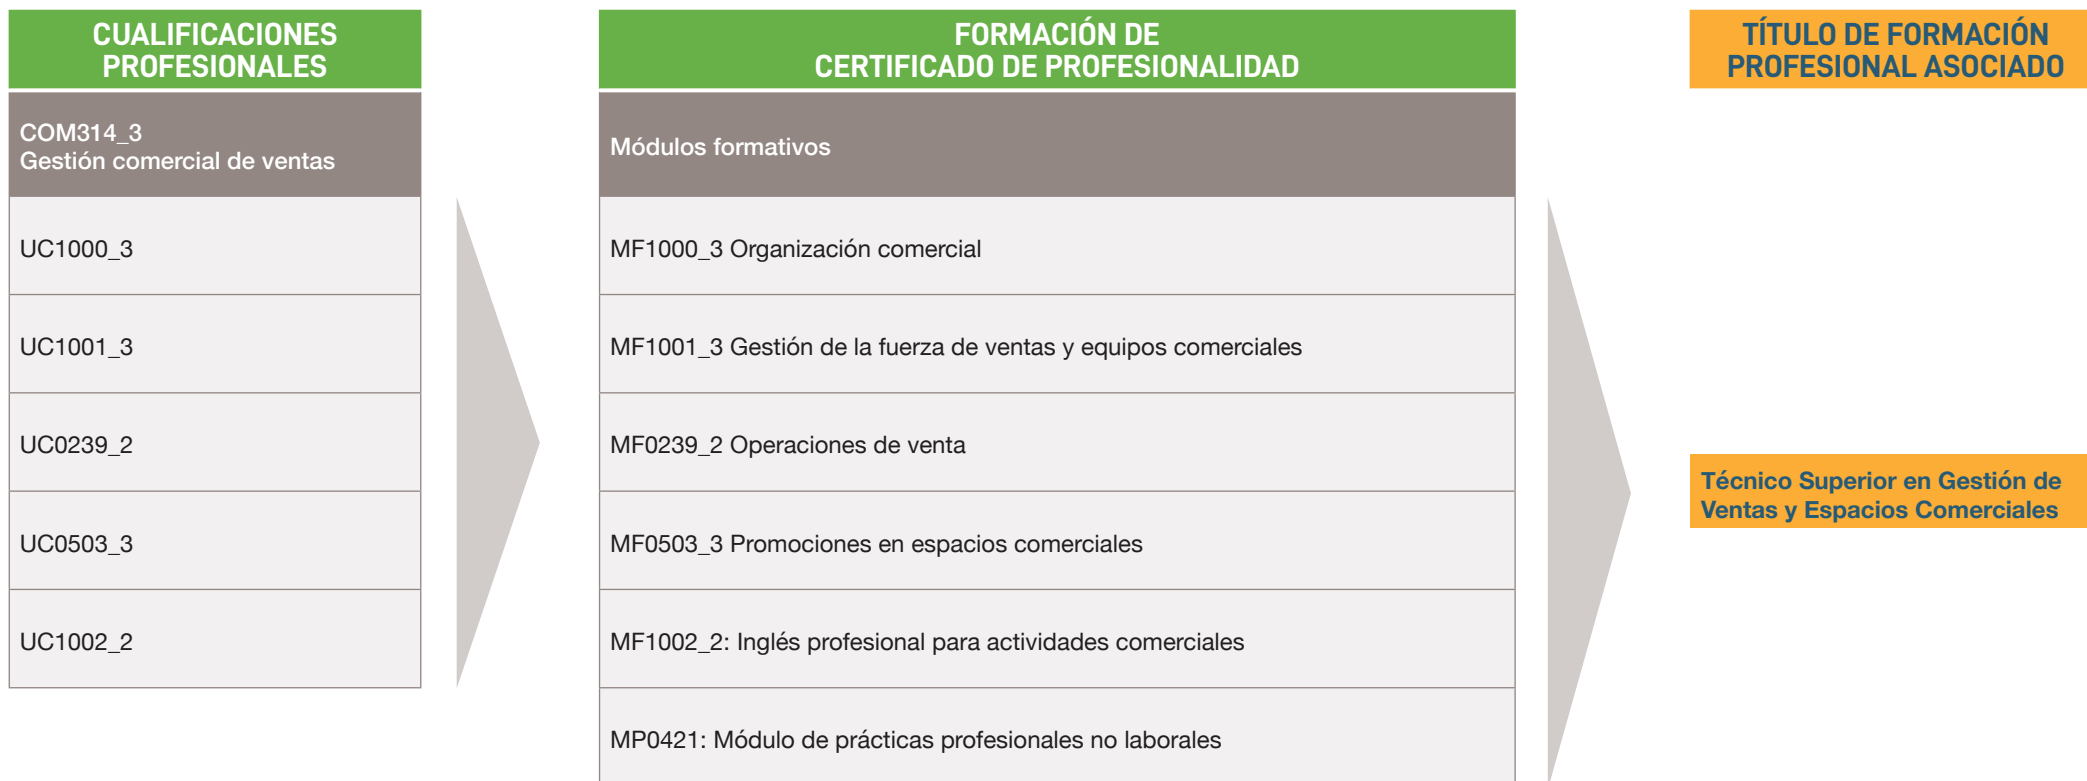 CUALIFICACIONES
PROFESIONALES
COM314_3
Gestión comercial de ventas
UC1000_3
UC1001_3
UC0239_2
UC0503_3
UC1002_2
FORMACIÓN DE
CERTIFICADO DE PROFESIONALIDAD
Módulos formativos
MF1000_3 Organización comercial
MF1001_3 Gestión de la fuerza de ventas y equipos comerciales
MF0239_2 Operaciones de venta
MF0503_3 Promociones en espacios comerciales
MF1002_2: Inglés profesional para actividades comerciales
MP0421: Módulo de prácticas profesionales no laborales
TÍTULO DE FORMACIÓN
PROFESIONAL ASOCIADO
Técnico Superior en Gestión de
Ventas y Espacios Comerciales